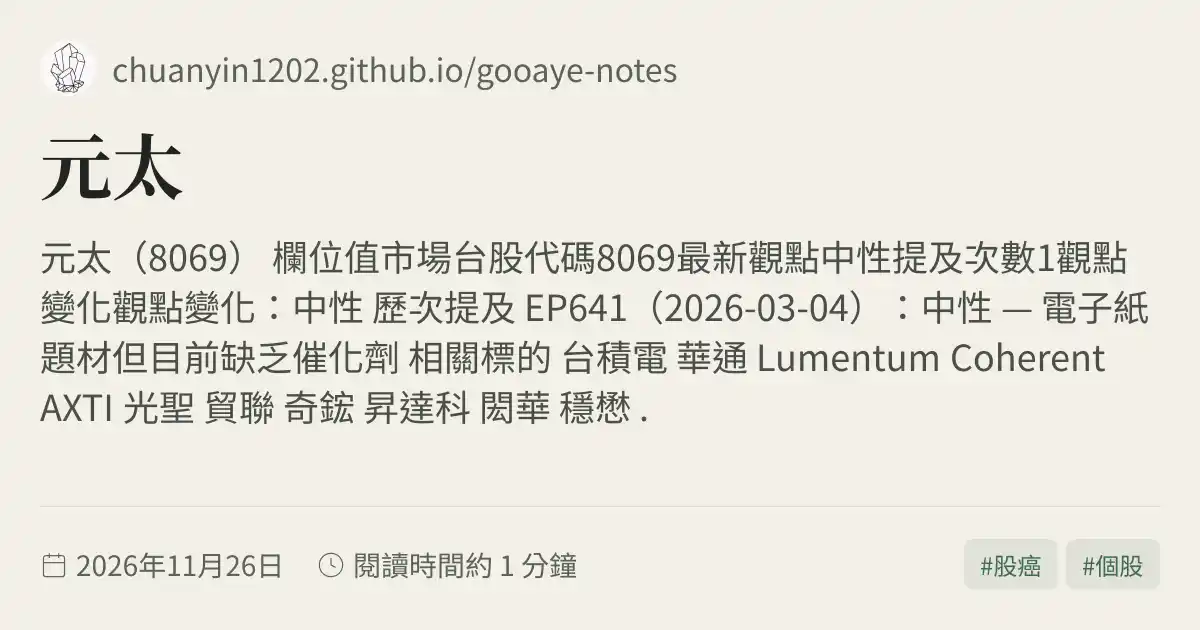 chuanyin1202.github.io/gooaye-notes
元太
元太（8069） 欄位值市場台股代碼8069最新觀點中性提及次數1觀點
變化觀點變化：中性 歷次提及 EP641（2026-03-04）：中性 — 電子紙
題材但目前缺乏催化劑 相關標的 台積電 華通 Lumentum Coherent
AXTI 光聖 貿聯 奇鋐 昇達科 閎華 穩懋 .
2026年11月26日
閱讀時間約 1 分鐘
#股癌
#個股